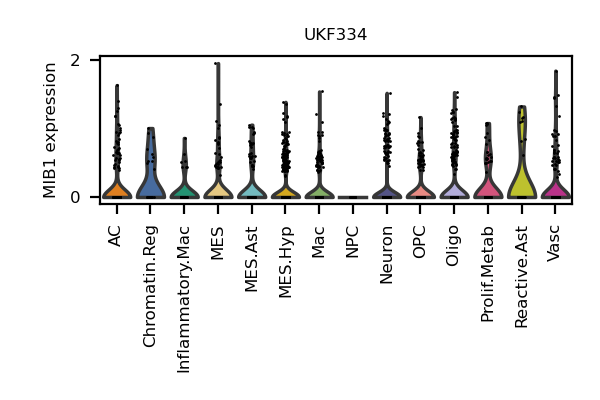 UKF334
MIB1 expression
2
0
AC
Chromatin.Reg
Inflammatory.Mac
MES
MES.Ast
MES.Hyp
Mac
NPC
Neuron
OPC
Oligo
Prolif.Metab
Reactive.Ast
Vasc